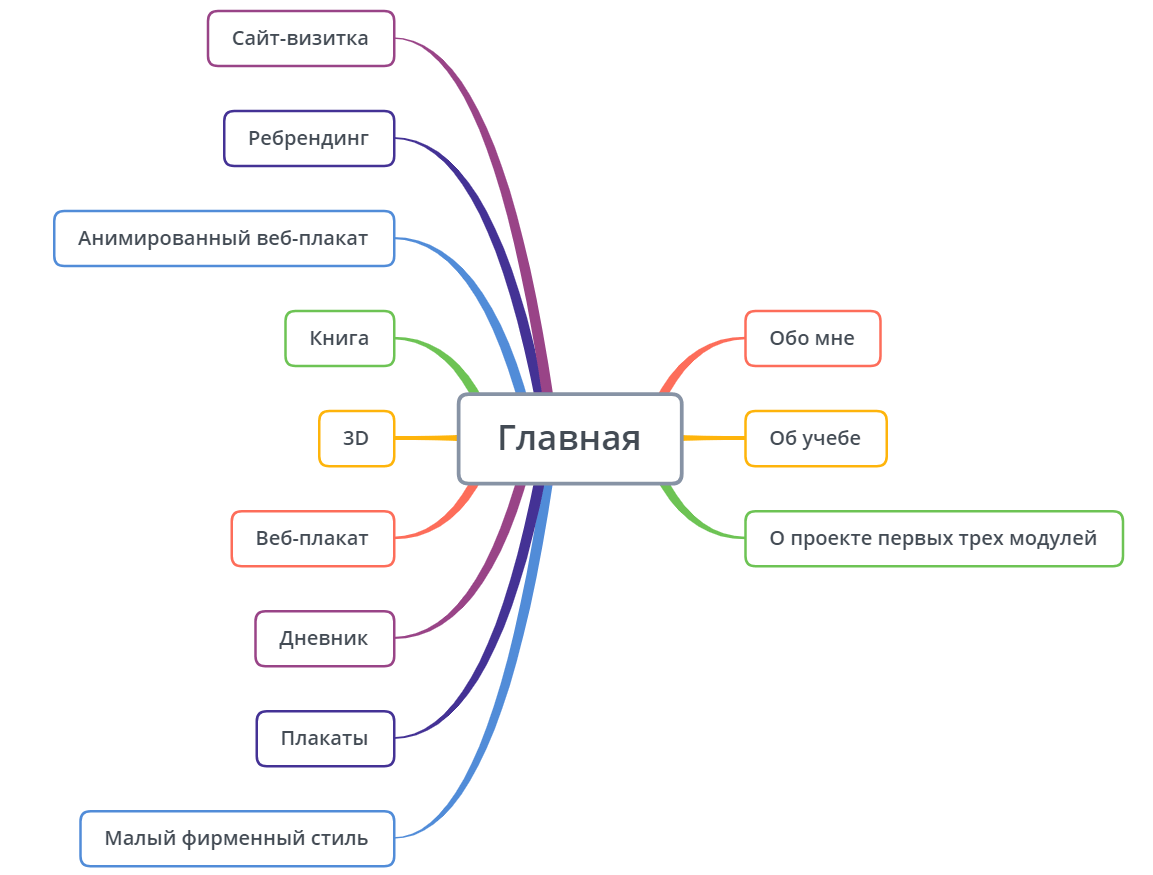 Сайт-визитка
Ребрендинг
Анимированный веб-плакат
Книга
3D
Веб-плакат
Дневник
Плакаты
Малый фирменный стиль
Главная
Обо мне
Об учебе
О проекте первых трех модулей